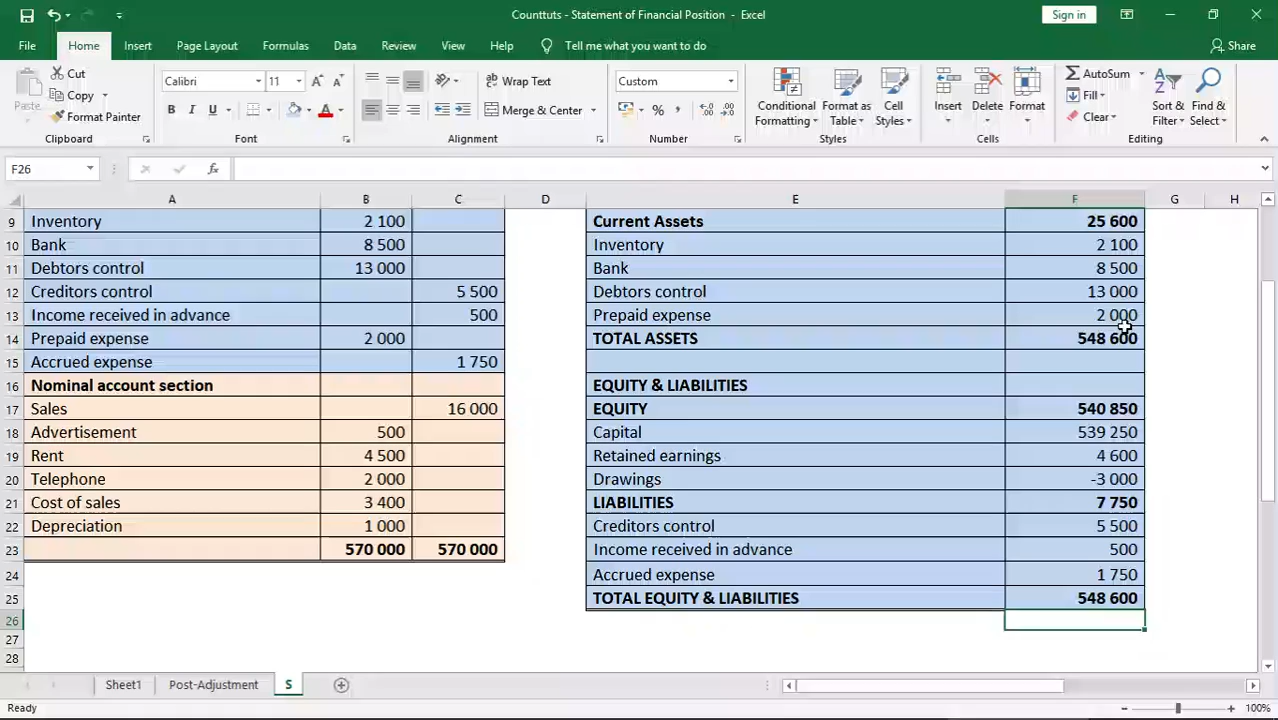 Counttuts - Statement of Financial Position - Excel
Sign in
File Home Insert Page Layout Formulas Data Review View Help Tell me what you want to do Share
Paste
Cut
Copy
Format Painter
Clipboard
Calibri 11
B I U
Font
Wrap Text
Merge & Center
Alignment
Custom
Number
Conditional Formatting
Format as Table
Cell Styles
Styles
Insert Delete Format
Cells
AutoSum
Fill
Clear
Sort & Filter
Find & Select
Editing
F26 fx
A B C D E F G H
9 Inventory 2 100 Current Assets 25 600
10 Bank 8 500 Inventory 2 100
11 Debtors control 13 000 Bank 8 500
12 Creditors control 5 500 Debtors control 13 000
13 Income received in advance 500 Prepaid expense 2 000
14 Prepaid expense 2 000 TOTAL ASSETS 548 600
15 Accrued expense 1 750
16 Nominal account section EQUITY & LIABILITIES
17 Sales 16 000 EQUITY 540 850
18 Advertisement 500 Capital 539 250
19 Rent 4 500 Retained earnings 4 600
20 Telephone 2 000 Drawings -3 000
21 Cost of sales 3 400 LIABILITIES 7 750
22 Depreciation 1 000 Creditors control 5 500
23 570 000 570 000 Income received in advance 500
24 Accrued expense 1 750
25 TOTAL EQUITY & LIABILITIES 548 600
26
27
28
Sheet1 Post-Adjustment S
Ready 100%